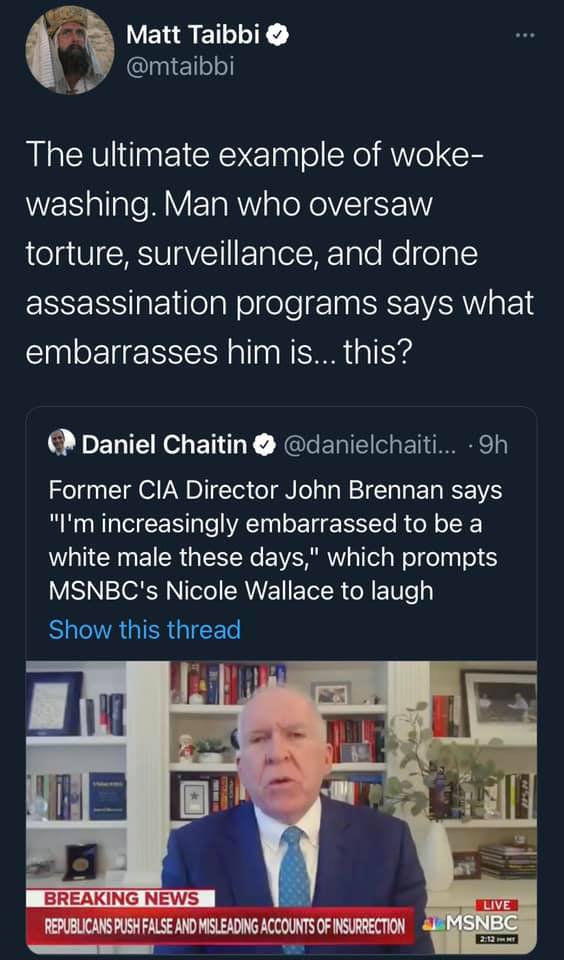 Matt Taibbi
@mtaibbi
The ultimate example of woke-
washing. Man who oversaw
torture, surveillance, and drone
assassination programs says what
embarrasses him is... this?
Daniel Chaitin @danielchaiti... · 9h
Former CIA Director John Brennan says
"I'm increasingly embarrassed to be a
white male these days," which prompts
MSNBC's Nicole Wallace to laugh
Show this thread
BREAKING NEWS
REPUBLICANS PUSH FALSE AND MISLEADING ACCOUNTS OF INSURRECTION
LIVE
MSNBC
2:12 PM MT